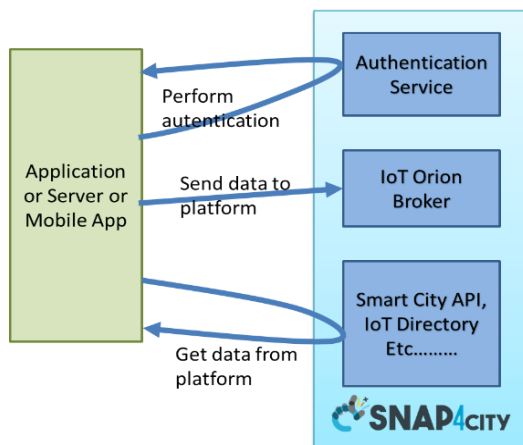 Authentication
Service
Perform
autentication
Application
or Server or
Mobile App
Send data to
platform
IoT Orion
Broker
Smart City API,
IoT Directory
Etc.........
Get data from
platform
SNAP4CITY